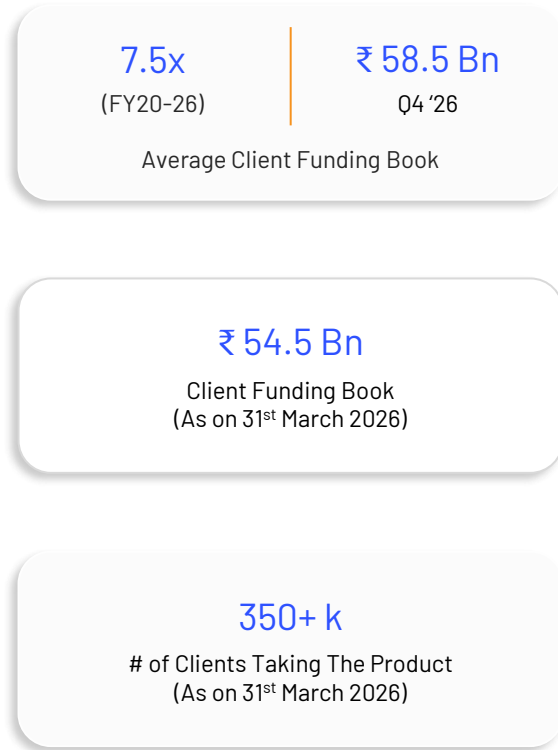 7.5x
(FY20-26)
₹ 58.5 Bn
Q4 ‘26
Average Client Funding Book
₹ 54.5 Bn
Client Funding Book
(As on 31st March 2026)
350+ k
# of Clients Taking The Product
(As on 31st March 2026)